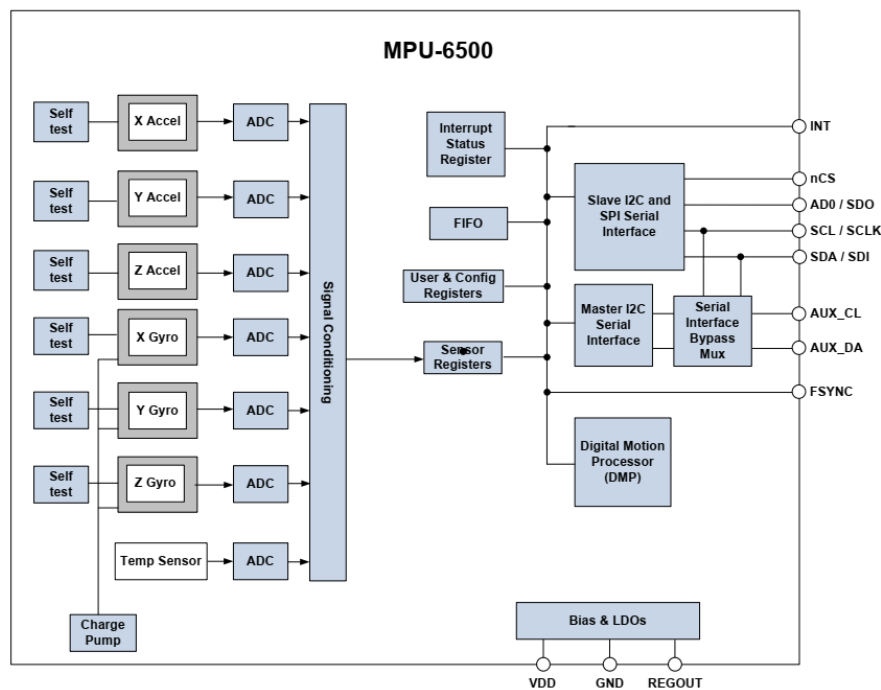 MPU-6500
Self
test
X Accel
ADC
Self
test
Y Accel
ADC
Self
test
Z Accel
ADC
Self
test
X Gyro
ADC
Self
test
Y Gyro
ADC
Self
test
Z Gyro
ADC
Temp Sensor
ADC
Charge
Pump
Signal Conditioning
Interrupt
Status
Register
FIFO
User & Config
Registers
Sensor
Registers
Slave I2C and
SPI Serial
Interface
Master I2C
Serial
Interface
Serial
Interface
Bypass
Mux
Digital Motion
Processor
(DMP)
Bias & LDOs
INT
nCS
AD0 / SDO
SCL / SCLK
SDA / SDI
AUX_CL
AUX_DA
FSYNC
VDD
GND
REGOUT